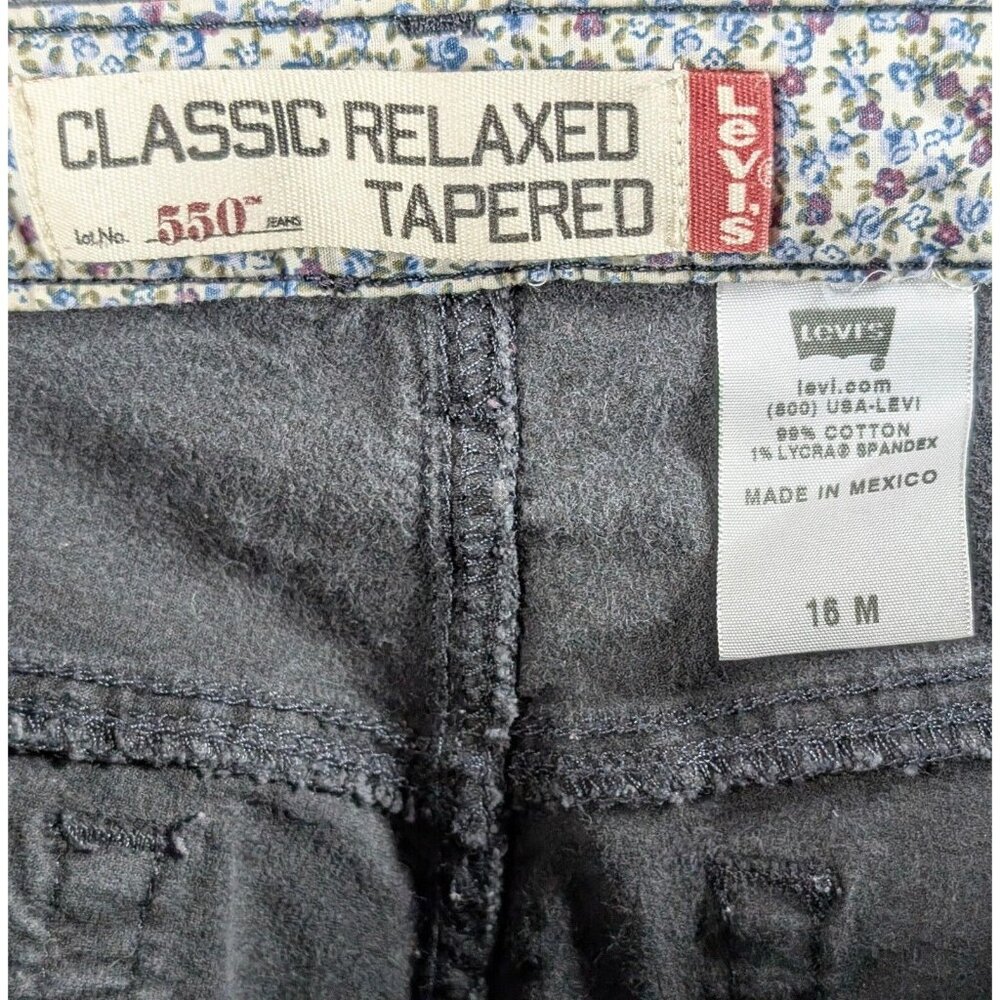 CLASSIC RELAXED
TAPERED
Lot.No. 550™ JEANS
LEVI'S®
LEVI'S
®
levi.com
(800) USA-LEVI
99% COTTON
1% LYCRA® SPANDEX
MADE IN MEXICO
16 M